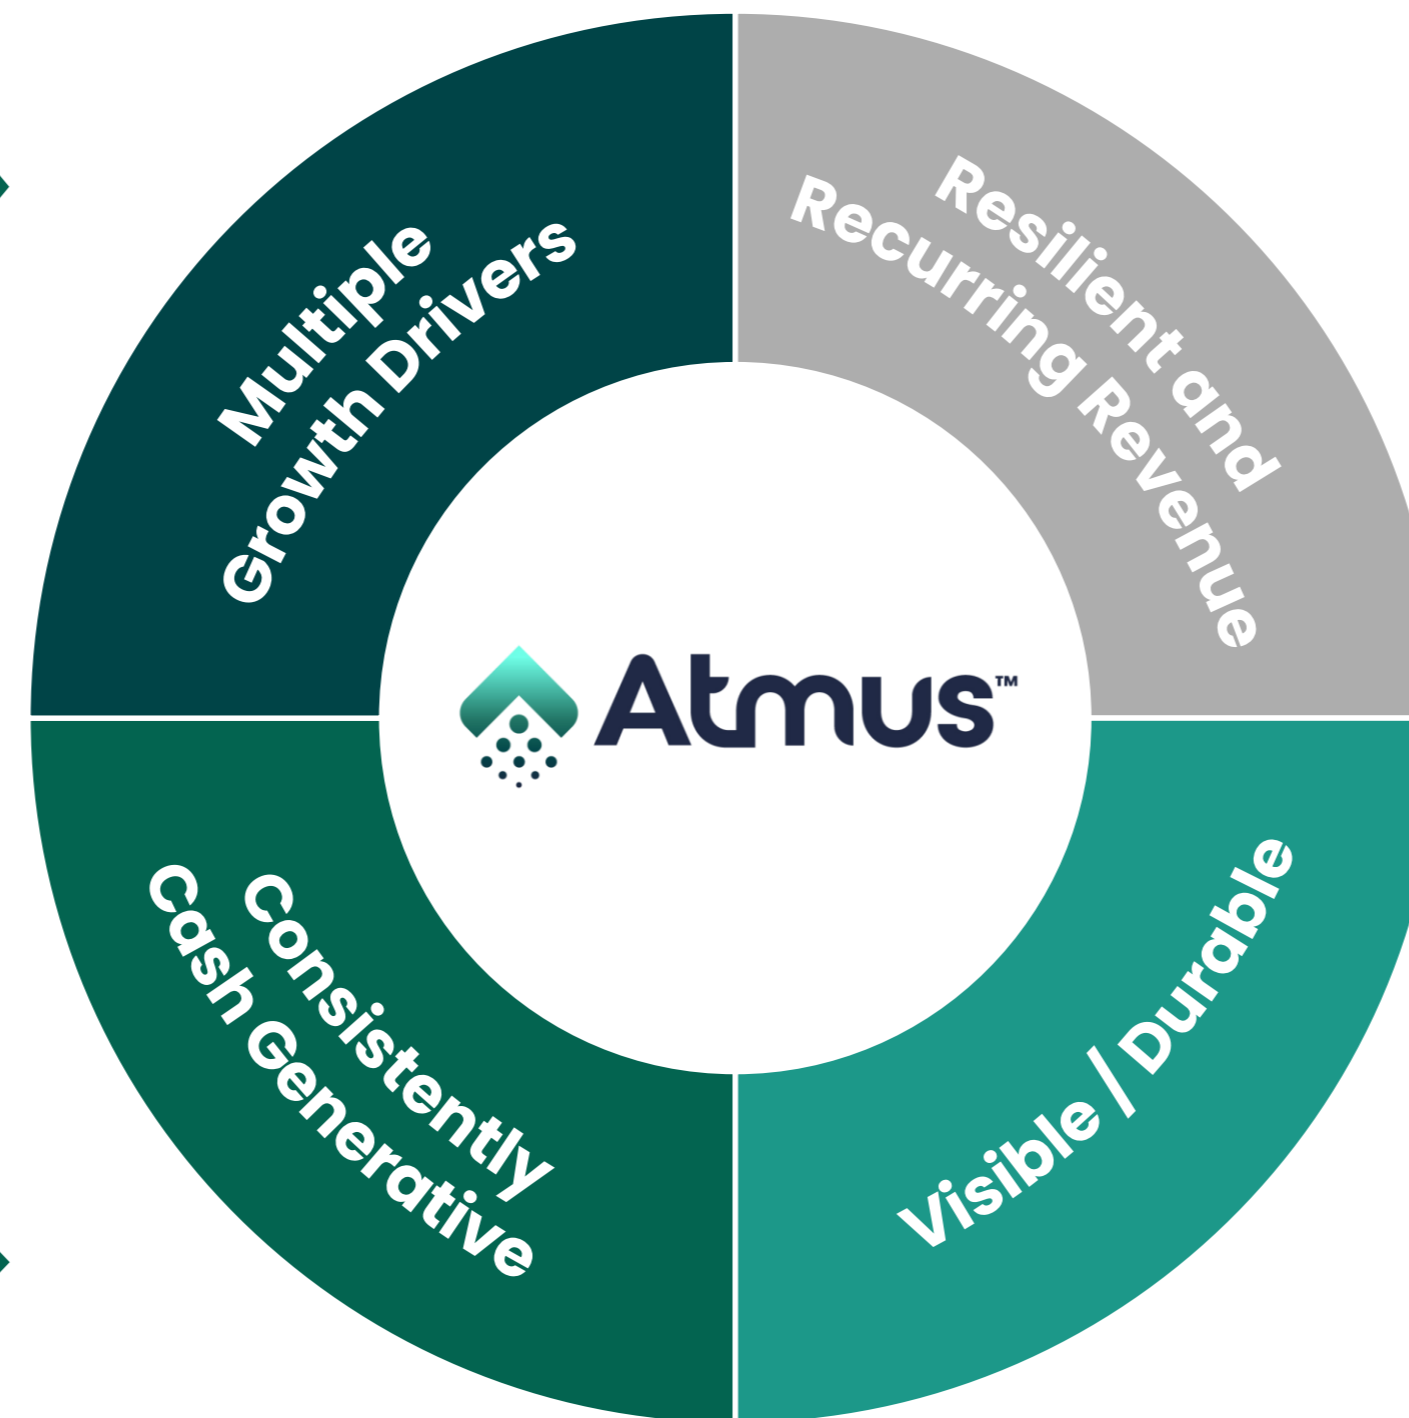 Multiple
Growth Drivers
Resilient and
Recurring Revenue
Atmus™
Consistently
Cash Generative
Visible / Durable